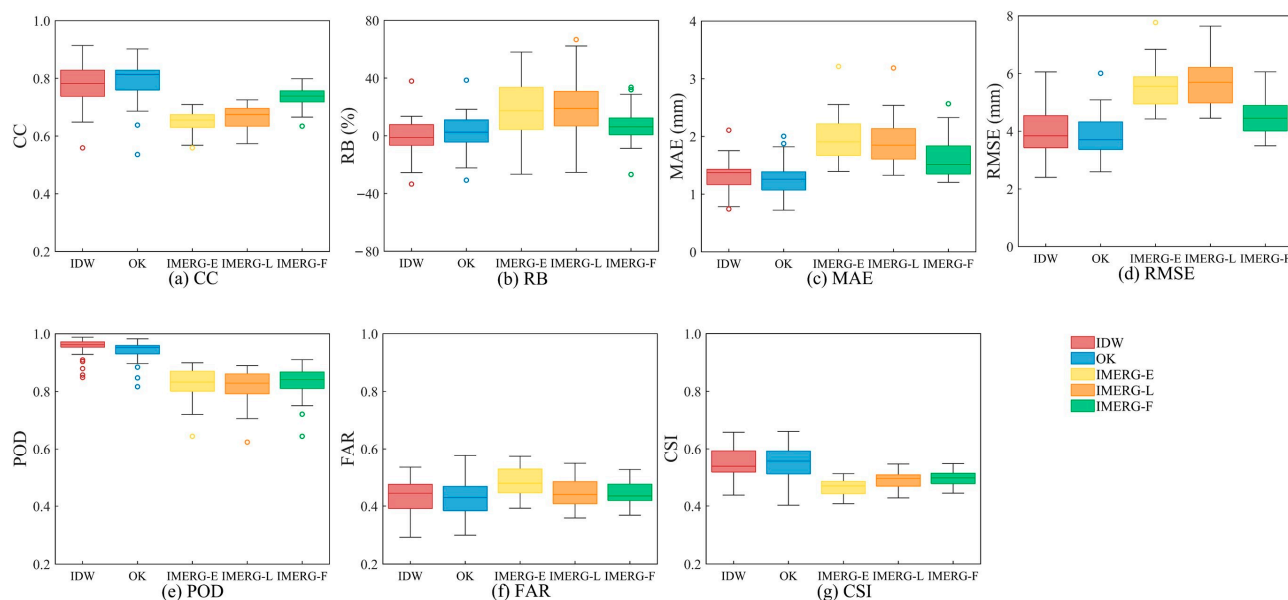 1.0
0.8
0.6
0.4
0.2
CC
IDW OK IMERG-E IMERG-L IMERG-F
(a) CC
80
40
0
−40
−80
RB (%)
IDW OK IMERG-E IMERG-L IMERG-F
(b) RB
4
3
2
1
0
MAE (mm)
IDW OK IMERG-E IMERG-L IMERG-F
(c) MAE
8
6
4
2
0
RMSE (mm)
IDW OK IMERG-E IMERG-L IMERG-F
(d) RMSE
1.0
0.8
0.6
0.4
0.2
POD
IDW OK IMERG-E IMERG-L IMERG-F
(e) POD
1.0
0.8
0.6
0.4
0.2
FAR
IDW OK IMERG-E IMERG-L IMERG-F
(f) FAR
1.0
0.8
0.6
0.4
0.2
CSI
IDW OK IMERG-E IMERG-L IMERG-F
(g) CSI
IDW
OK
IMERG-E
IMERG-L
IMERG-F